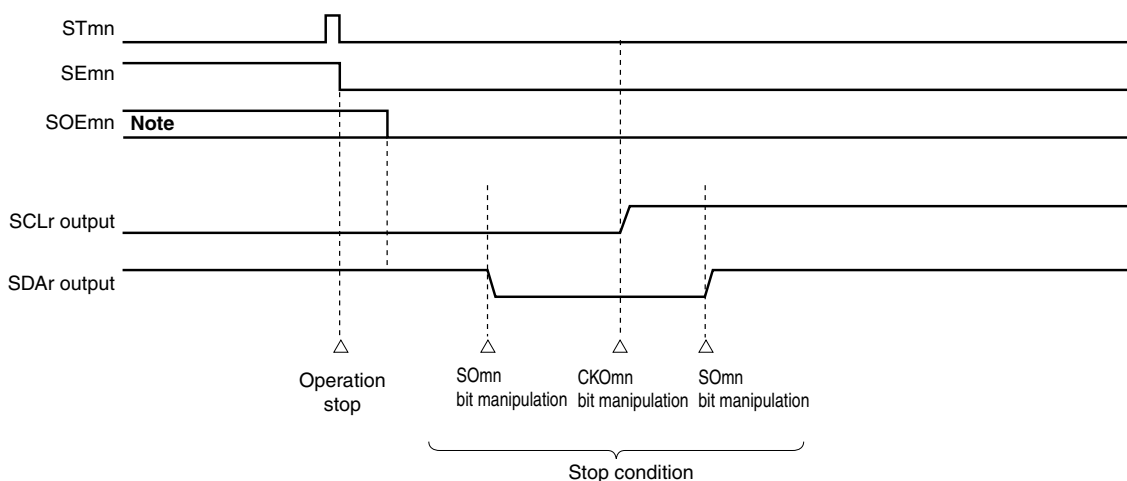 STmn
SEmn
SOEmn Note
SCLr output
SDAr output
Operation
stop
SOmn
bit manipulation
CKOmn
bit manipulation
SOmn
bit manipulation
Stop condition